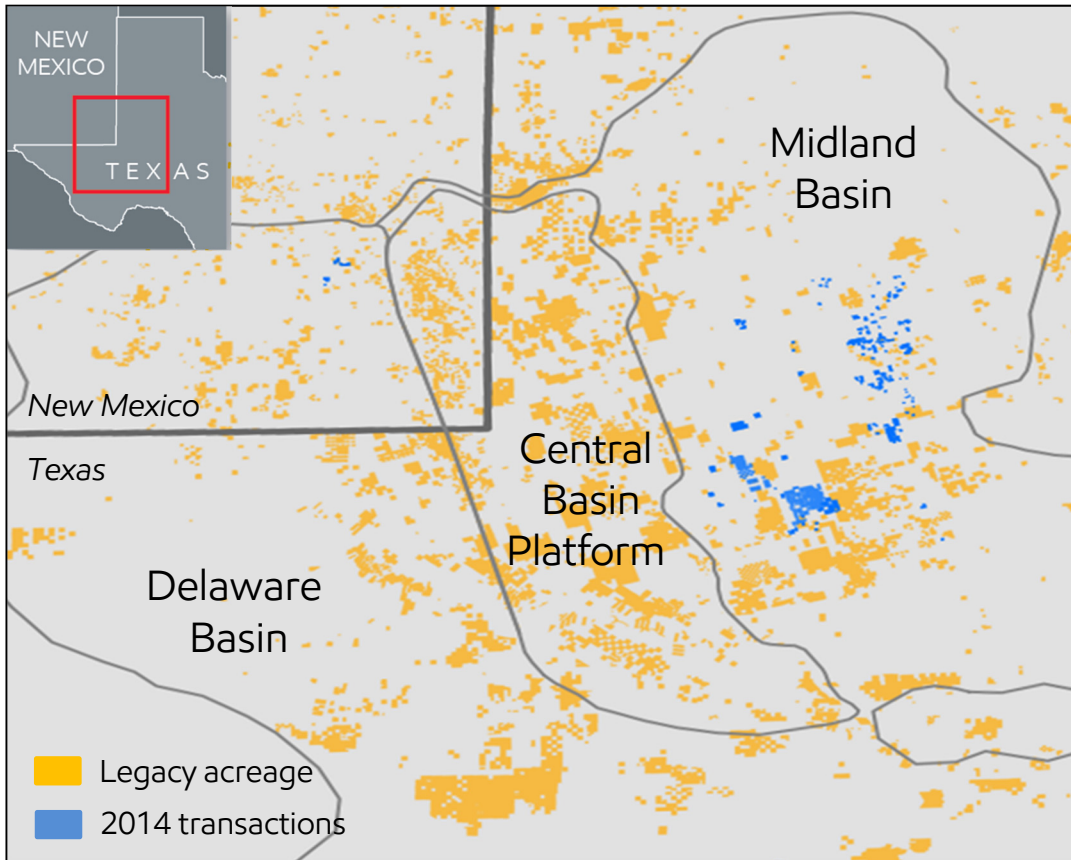 NEW
MEXICO
TEXAS
Midland
Basin
New Mexico
Texas
Central
Basin
Platform
Delaware
Basin
Legacy acreage
2014 transactions